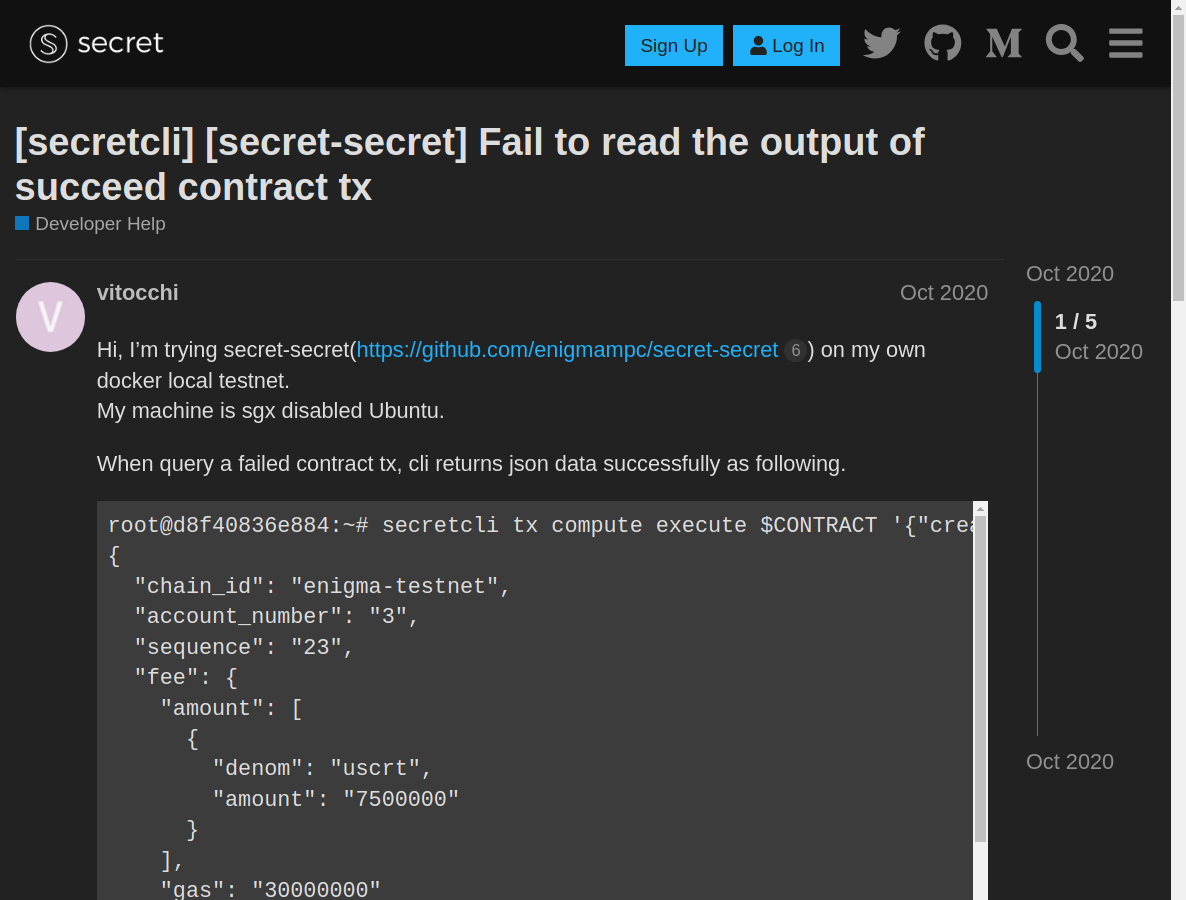 secret
Sign Up
Log In
[secretcli] [secret-secret] Fail to read the output of
succeed contract tx
Developer Help
Oct 2020
V
vitocchi
Oct 2020
1 / 5
Oct 2020
Hi, I’m trying secret-secret(https://github.com/enigmampc/secret-secret 6) on my own
docker local testnet.
My machine is sgx disabled Ubuntu.
When query a failed contract tx, cli returns json data successfully as following.
root@d8f40836e884:~# secretcli tx compute execute $CONTRACT '{"crea
{
"chain_id": "enigma-testnet",
"account_number": "3",
"sequence": "23",
"fee": {
"amount": [
{
"denom": "uscrt",
"amount": "7500000"
}
],
"gas": "30000000"
Oct 2020